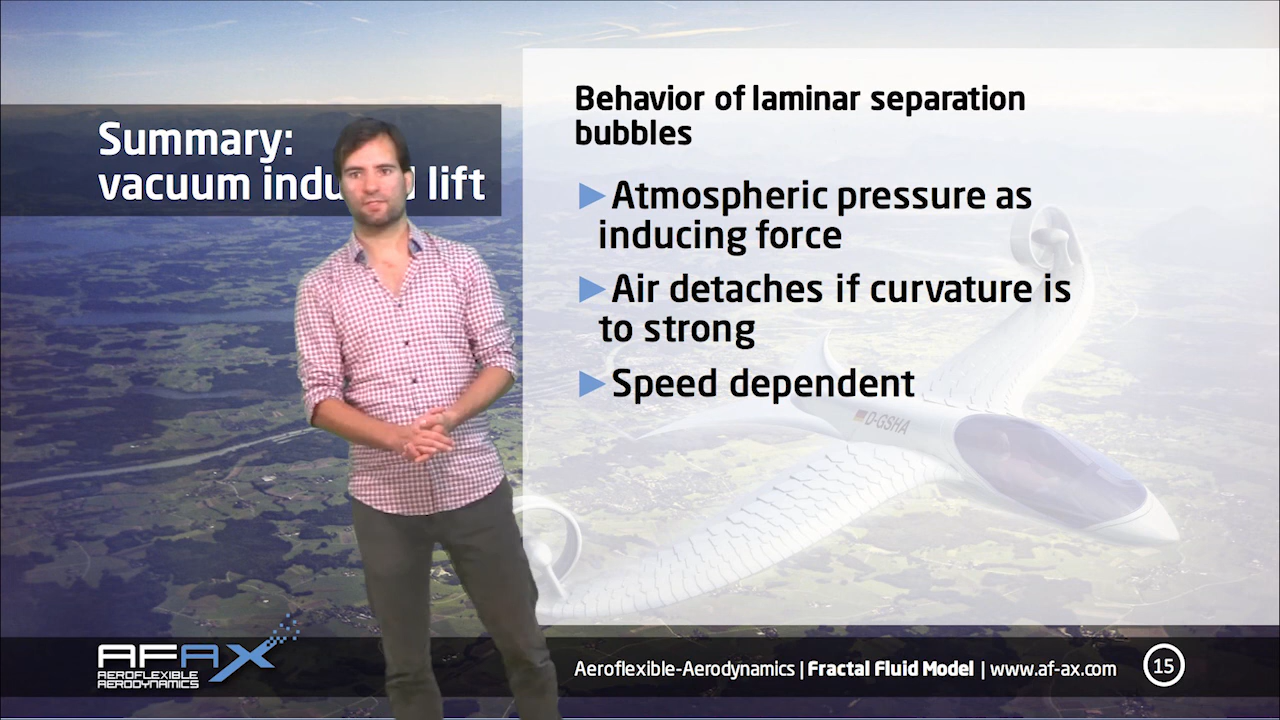 Summary:
vacuum indu d lift
Behavior of laminar separation
bubbles
Atmospheric pressure as
inducing force
Air detaches if curvature is
to strong
Speed dependent
D-GSHA
AFAX
AEROFLEXIBLE
AERODYNAMICS
Aeroflexible-Aerodynamics | Fractal Fluid Model | www.af-ax.com
15